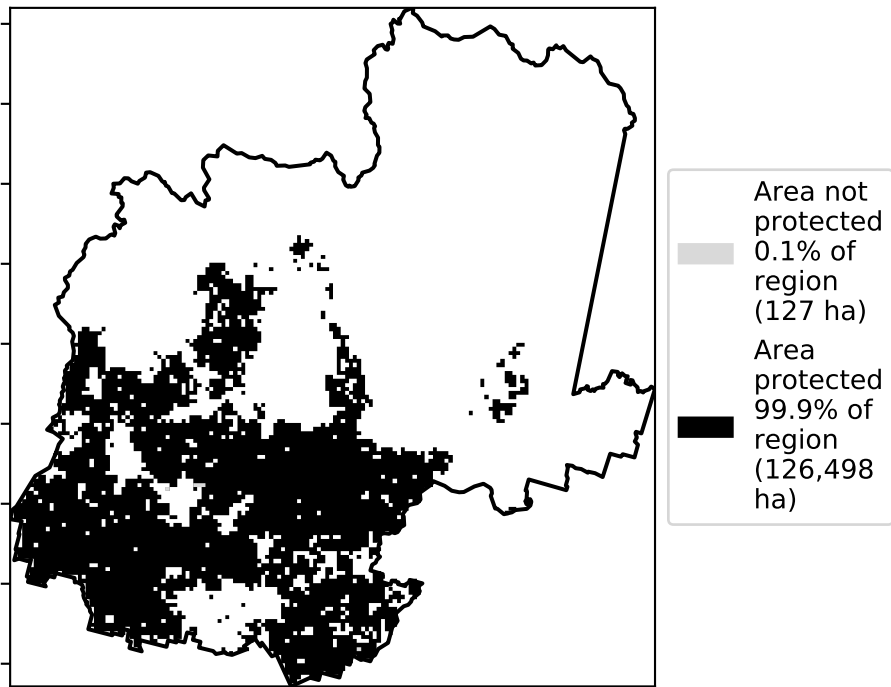 Area not
protected
0.1% of
region
(127 ha)
Area
protected
99.9% of
region
(126,498
ha)